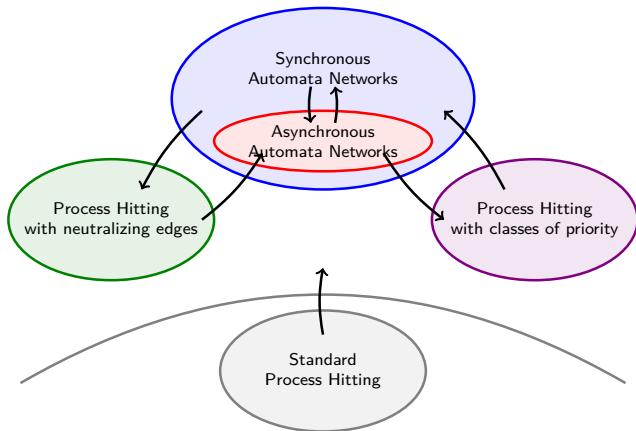 Synchronous
Automata Networks
Asynchronous
Automata Networks
Process Hitting
with neutralizing edges
Process Hitting
with classes of priority
Standard
Process Hitting